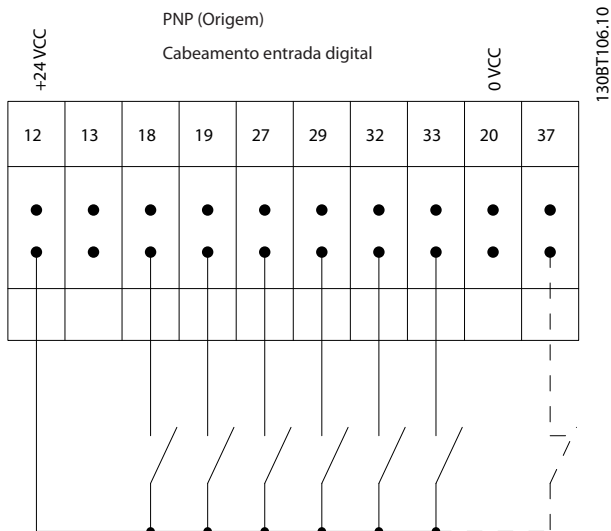 PNP (Origem)
Cabeamento entrada digital
+24 VCC
0 VCC
130BT106.10
12 13 18 19 27 29 32 33 20 37